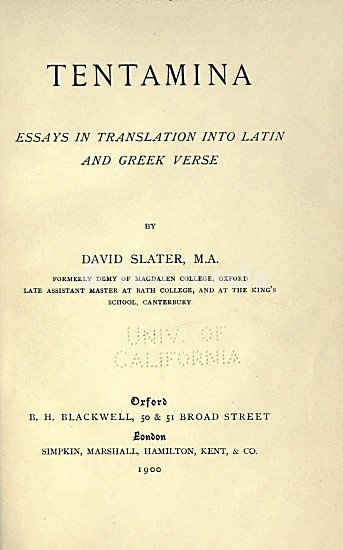 TENTAMINA
ESSAYS IN TRANSLATION INTO LATIN
AND GREEK VERSE
BY
DAVID SLATER, M.A.
FORMERLY DEMY OF MAGDALEN COLLEGE, OXFORD
LATE ASSISTANT MASTER AT BATH COLLEGE, AND AT THE KING'S
SCHOOL, CANTERBURY
UNIV. OF
CALIFORNIA
Oxford
B. H. BLACKWELL, 50 & 51 BROAD STREET
London
SIMPKIN, MARSHALL, HAMILTON, KENT, & CO.
1900